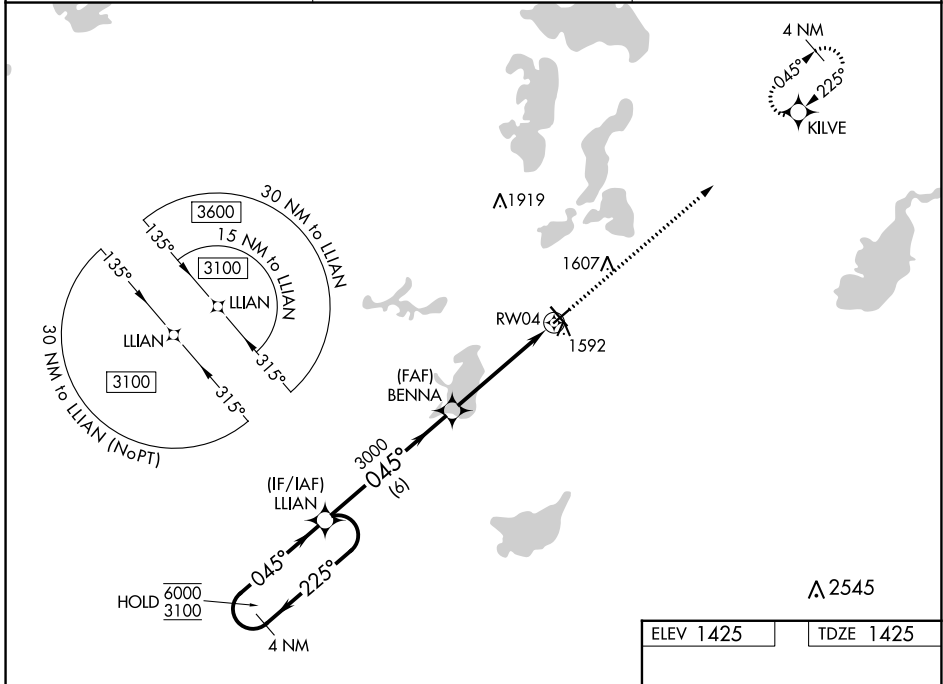 4 NM
045°
225°
KILVE
1919
30 NM to LLIAN
3600
135°
15 NM to LLIAN
3100
LLIAN
315°
135°
LLIAN
3100
315°
30 NM to LLIAN (NoPT)
1607
RW04
1592
(FAF)
BENNA
3000
045°
(6)
(IF/IAF)
LLIAN
045°
225°
HOLD 6000
3100
4 NM
2545
ELEV 1425
TDZE 1425